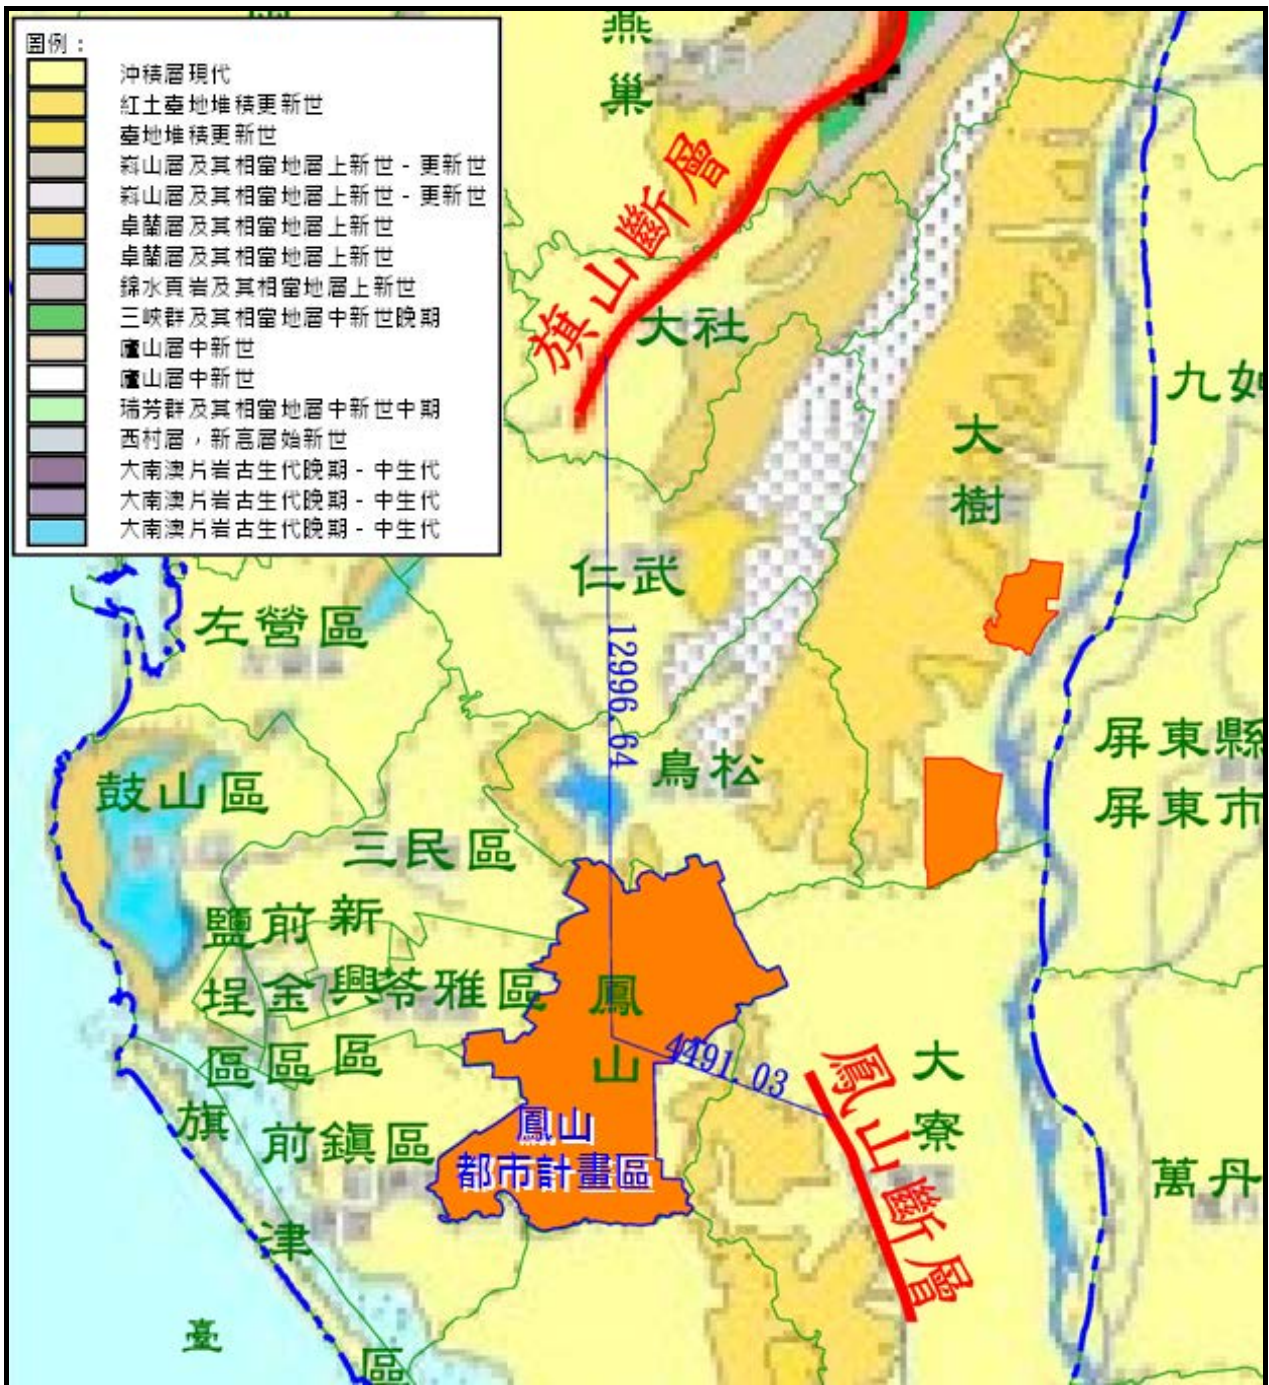 圖例：
沖積層現代
紅土臺地堆積更新世
臺地堆積更新世
嵙山層及其相當地層上新世 - 更新世
嵙山層及其相當地層上新世 - 更新世
卓蘭層及其相當地層上新世
卓蘭層及其相當地層上新世
錦水頁岩及其相當地層上新世
三峽群及其相當地層中新世晚期
廬山層中新世
廬山層中新世
瑞芳群及其相當地層中新世中期
西村層，新高層始新世
大南澳片岩古生代晚期 - 中生代
大南澳片岩古生代晚期 - 中生代
大南澳片岩古生代晚期 - 中生代
燕巢
旗山斷層
大社
九如
大樹
仁武
左營區
12996.64
屏東縣
屏東市
鳥松
鼓山區
三民區
鹽埕區
前金區
新興區
苓雅區
鳳山
4491.03
鳳山斷層
大寮
鳳山
都市計畫區
前鎮區
旗津區
萬丹
臺